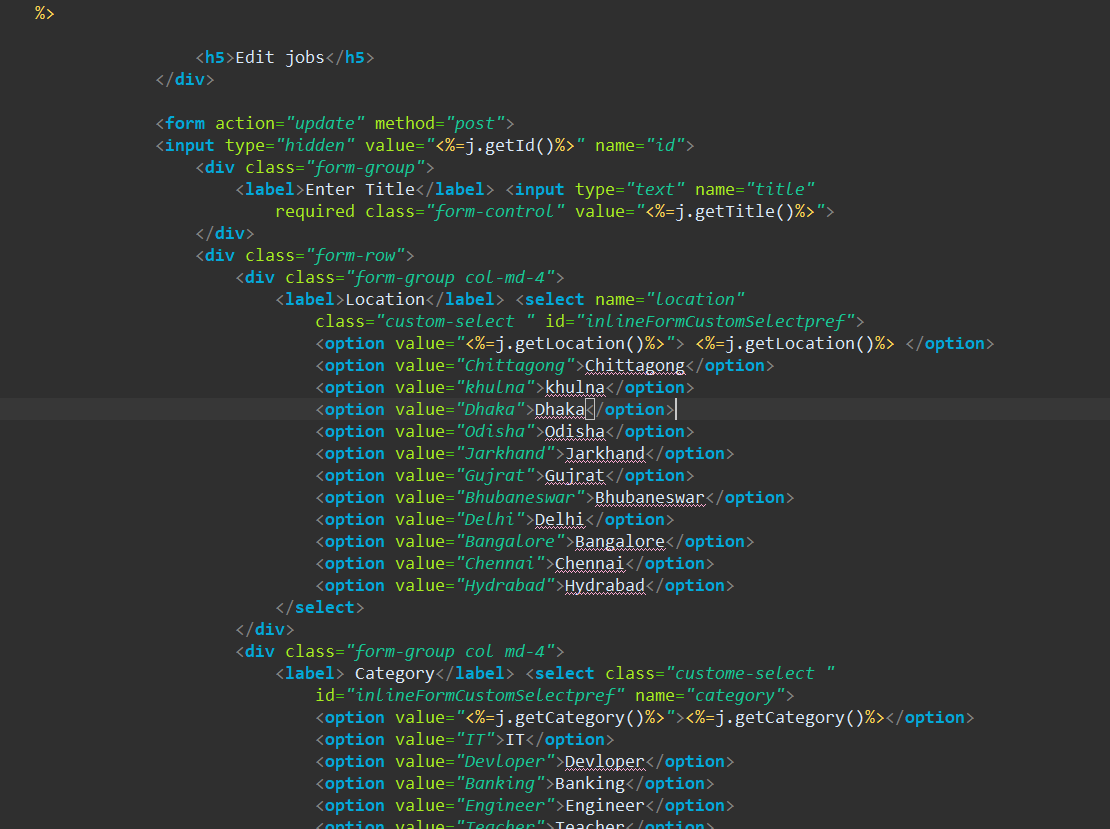 %>
<h5>Edit jobs</h5>
</div>
<form action="update" method="post">
<input type="hidden" value="<%=j.getId()%>" name="id">
<div class="form-group">
<label>Enter Title</label> <input type="text" name="title"
required class="form-control" value="<%=j.getTitle()%>">
</div>
<div class="form-row">
<div class="form-group col-md-4">
<label>Location</label> <select name="location"
class="custom-select " id="inlineFormCustomSelectpref">
<option value="<%=j.getLocation()%>"> <%=j.getLocation()%> </option>
<option value="Chittagong">Chittagong</option>
<option value="khulna">khulna</option>
<option value="Dhaka">Dhaka</option>
<option value="Odisha">Odisha</option>
<option value="Jarkhand">Jarkhand</option>
<option value="Gujrat">Gujrat</option>
<option value="Bhubaneswar">Bhubaneswar</option>
<option value="Delhi">Delhi</option>
<option value="Bangalore">Bangalore</option>
<option value="Chennai">Chennai</option>
<option value="Hydrabad">Hydrabad</option>
</select>
</div>
<div class="form-group col md-4">
<label> Category</label> <select class="custome-select "
id="inlineFormCustomSelectpref" name="category">
<option value="<%=j.getCategory()%>"><%=j.getCategory()%></option>
<option value="IT">IT</option>
<option value="Devloper">Devloper</option>
<option value="Banking">Banking</option>
<option value="Engineer">Engineer</option>
<option value="Teacher">Teacher</option>